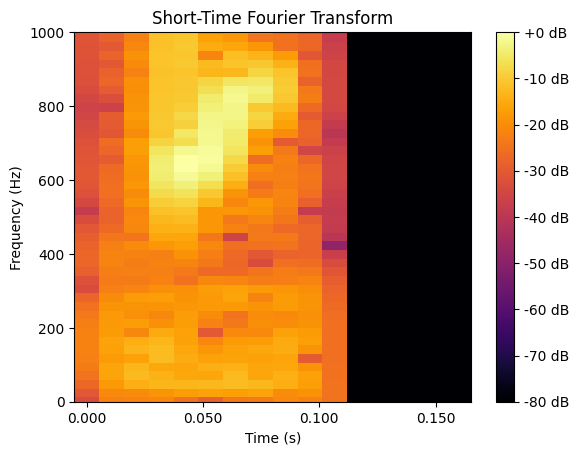 Short-Time Fourier Transform
Frequency (Hz)
1000
800
600
400
200
0
0.000
0.050
0.100
0.150
Time (s)
+0 dB
-10 dB
-20 dB
-30 dB
-40 dB
-50 dB
-60 dB
-70 dB
-80 dB